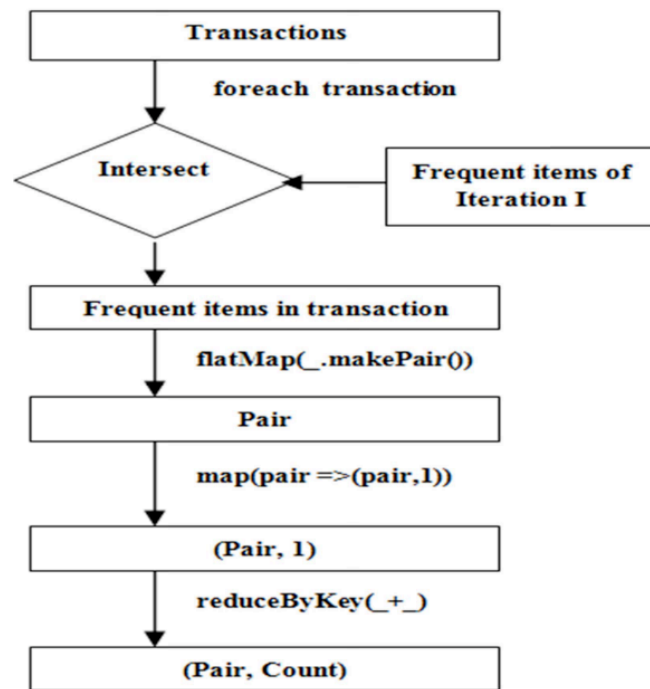 Transactions
foreach transaction
Intersect
Frequent items of
Iteration I
Frequent items in transaction
flatMap(_.makePair())
Pair
map(pair =>(pair,1))
(Pair, 1)
reduceByKey(_+_)
(Pair, Count)